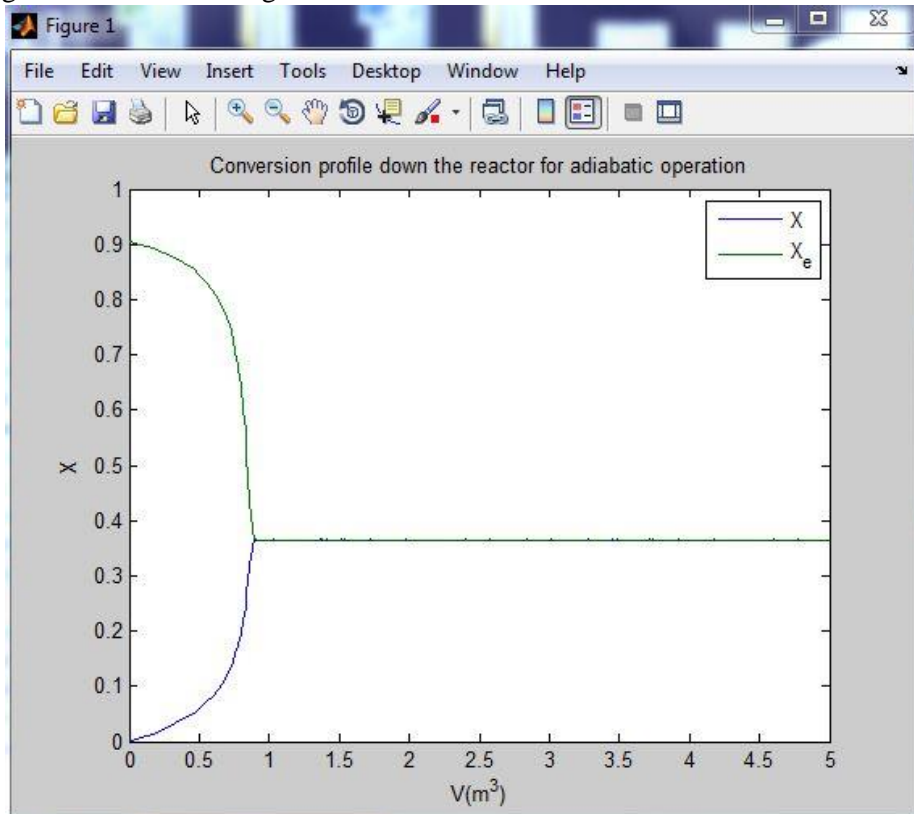 Figure 1
File Edit View Insert Tools Desktop Window Help
Conversion profile down the reactor for adiabatic operation
1
0.9
0.8
0.7
0.6
0.5
0.4
0.3
0.2
0.1
0
X
X
Xe
0 0.5 1 1.5 2 2.5 3 3.5 4 4.5 5
V(m³)